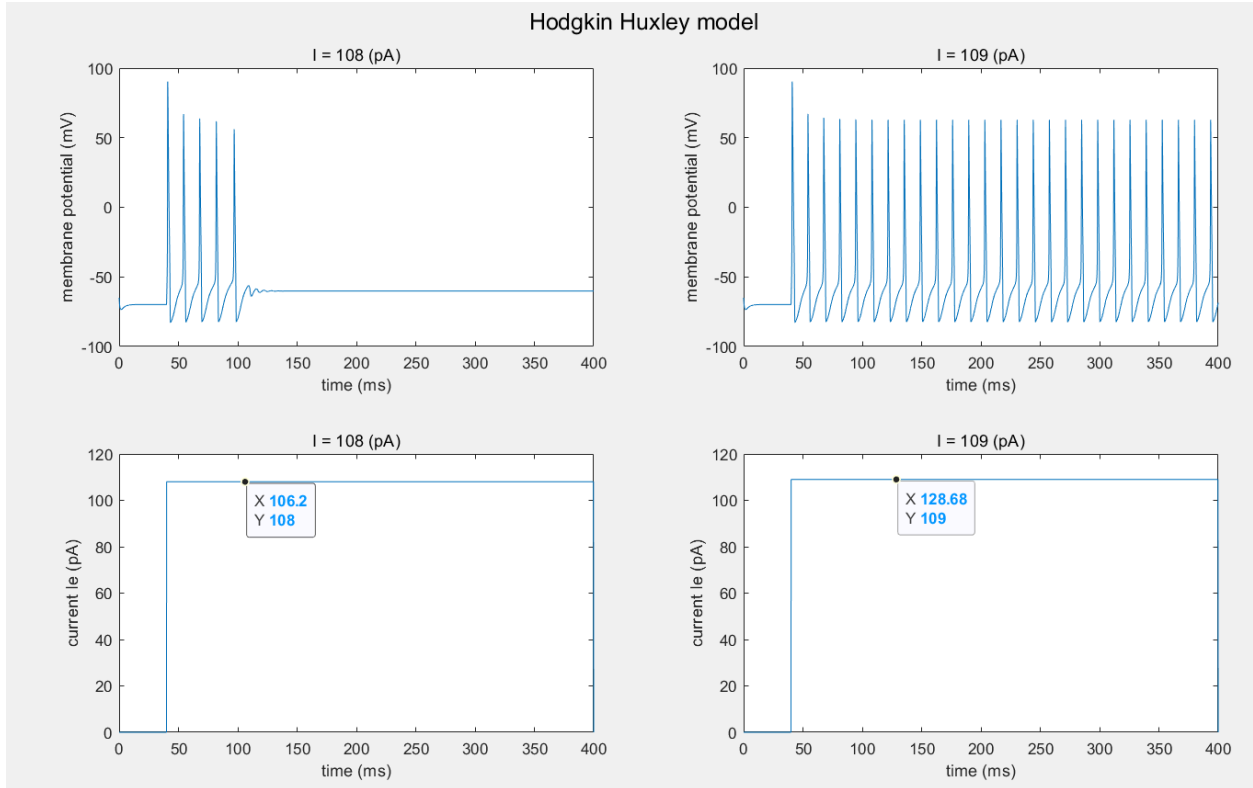 Hodgkin Huxley model
I = 108 (pA)
100
50
0
-50
-100
membrane potential (mV)
0 50 100 150 200 250 300 350 400
time (ms)
I = 109 (pA)
100
50
0
-50
-100
membrane potential (mV)
0 50 100 150 200 250 300 350 400
time (ms)
I = 108 (pA)
120
100
80
60
40
20
0
current Ie (pA)
X 106.2
Y 108
0 50 100 150 200 250 300 350 400
time (ms)
I = 109 (pA)
120
100
80
60
40
20
0
current Ie (pA)
X 128.68
Y 109
0 50 100 150 200 250 300 350 400
time (ms)